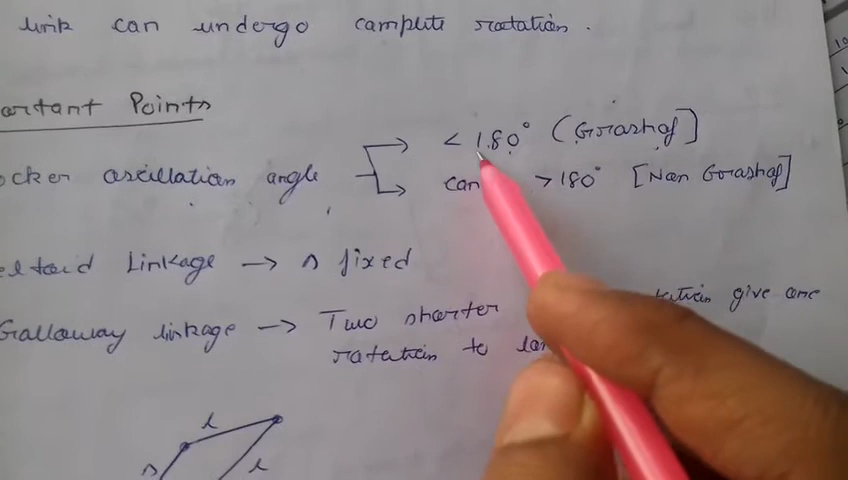 link can undergo complete rotation.
ortant Points
ocker oscillation angle
< 180° (Grashof]
can > 180° [Non Grashof]
eltoid Linkage → s fixed
Galloway linkage → Two shorter give one
rotation to
l
s l